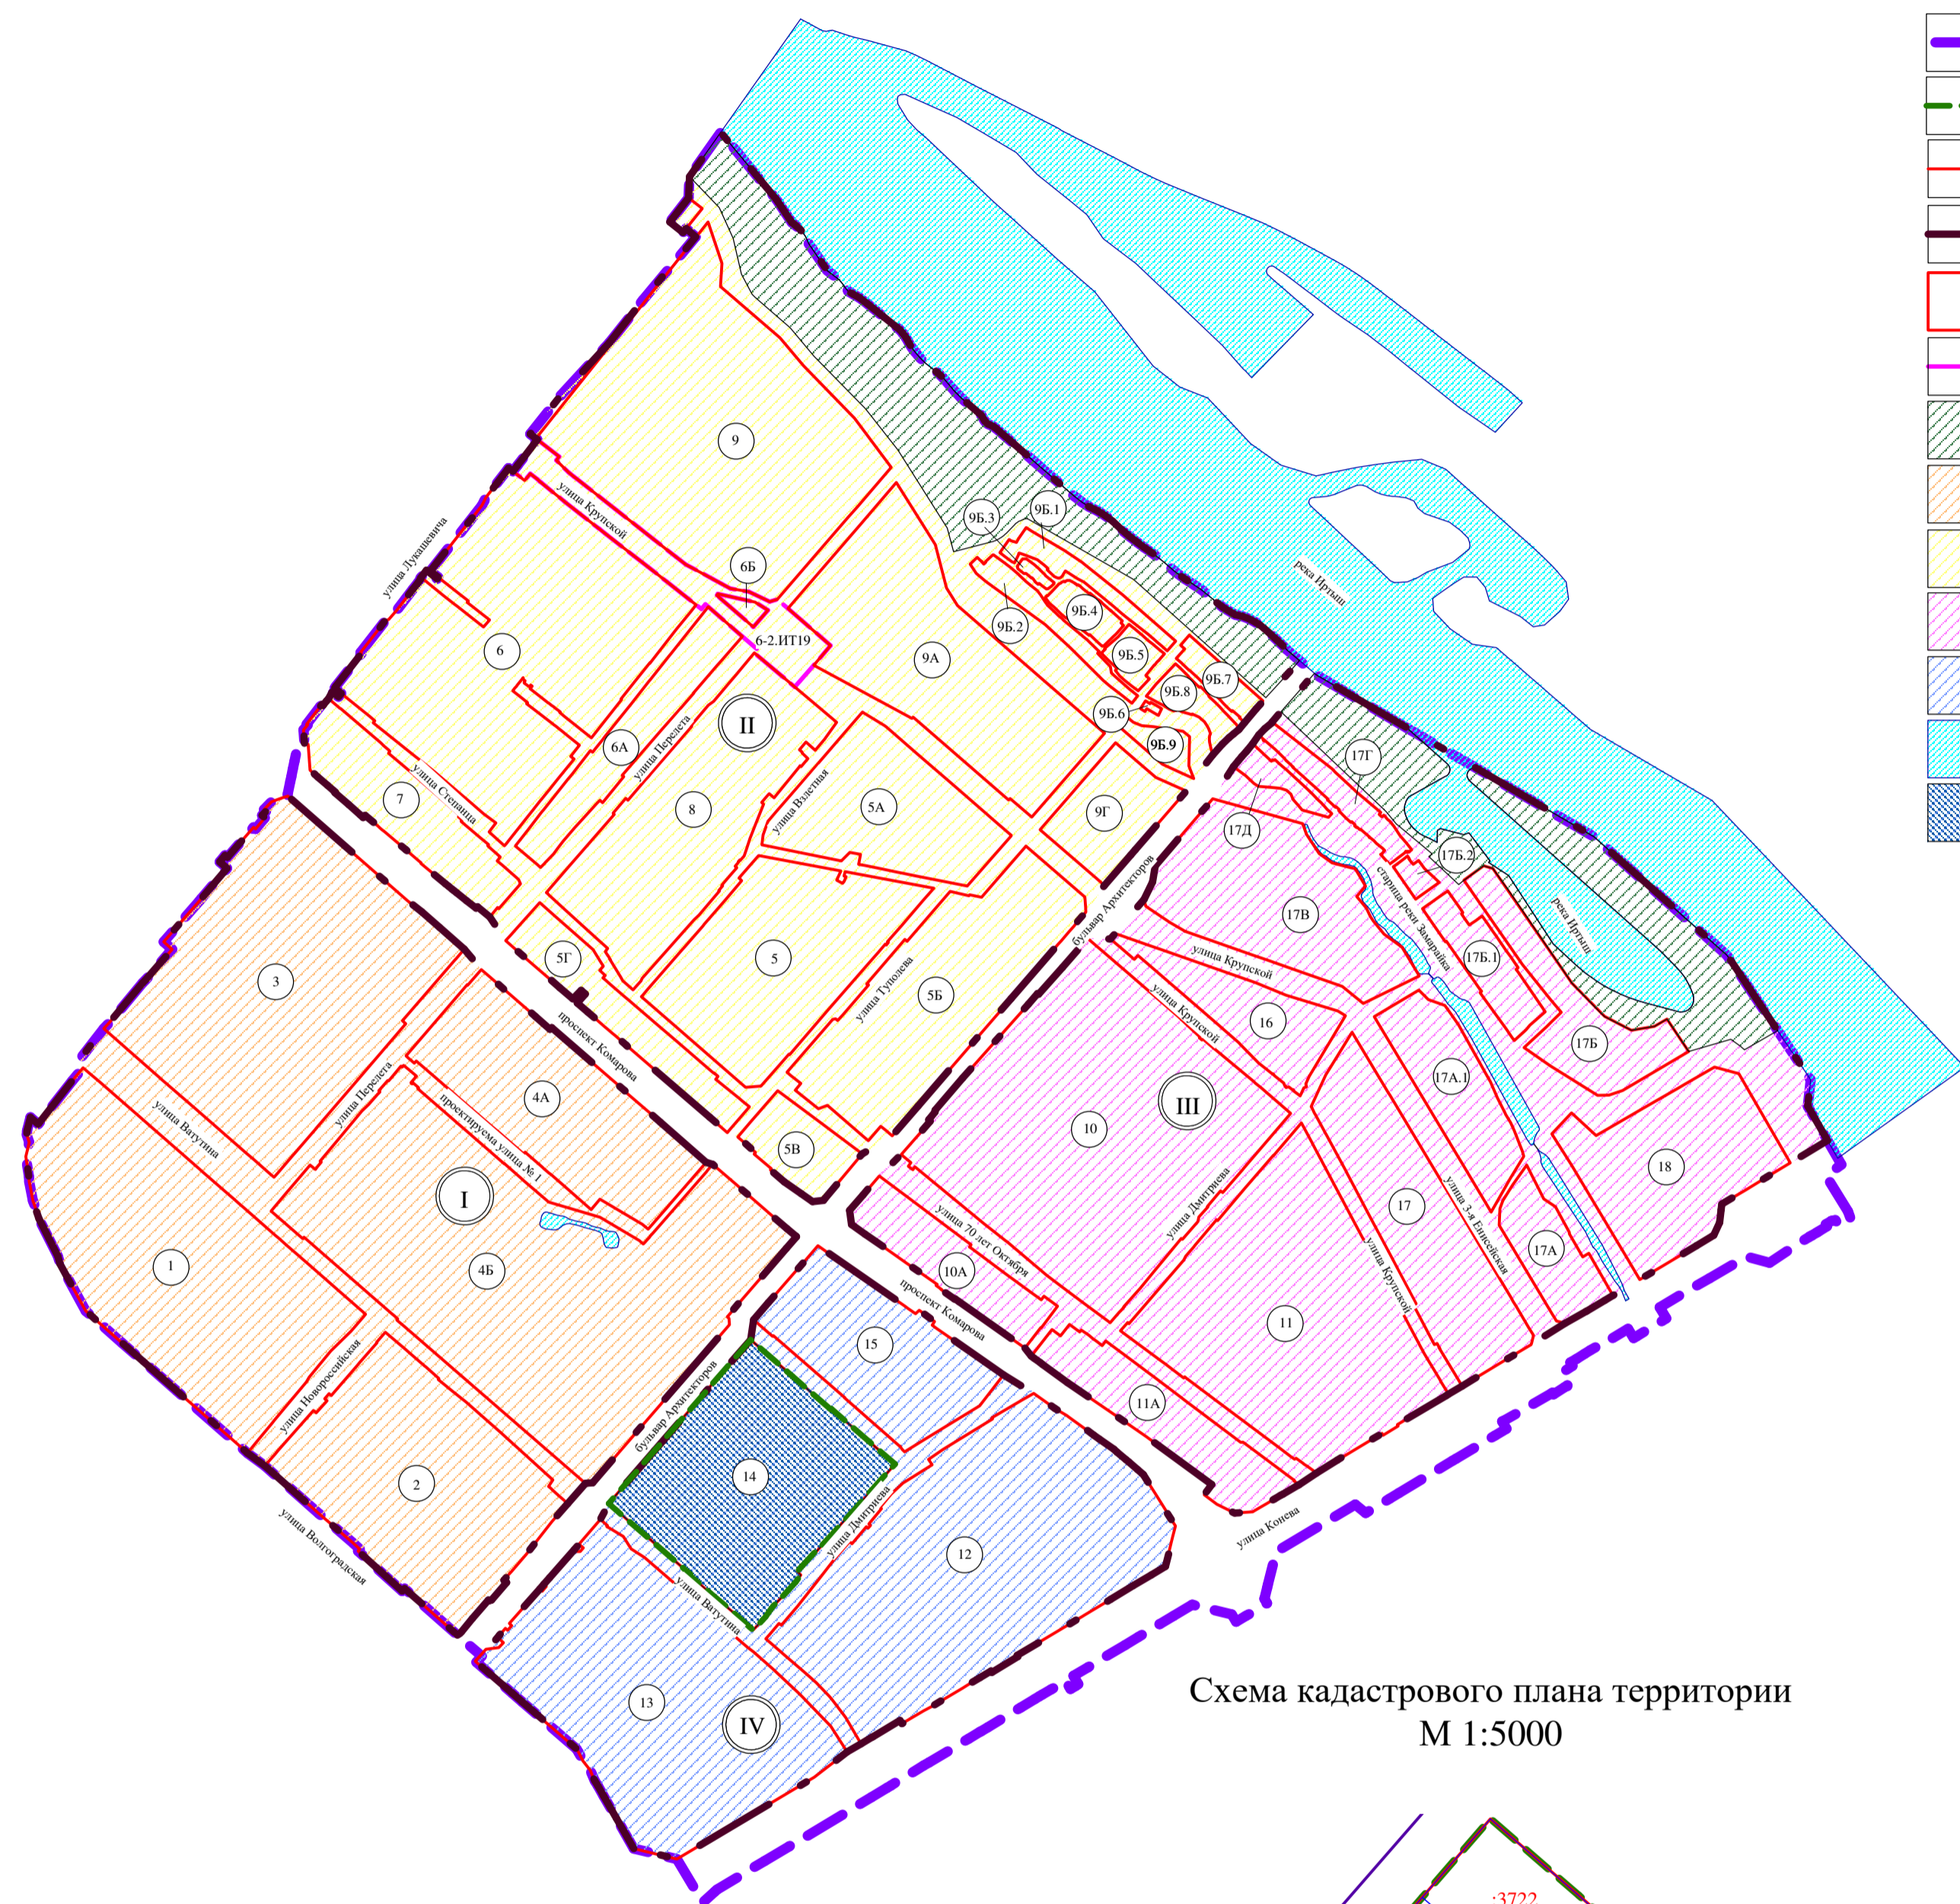 9
улица Крупской
улица Лукашевича
9Б.3
9Б.1
6Б
9Б.4
9Б.2
9Б.5
6-2.ИТ19
9А
6
9Б.7
9Б.8
9Б.6
9Б.9
река Иртыш
II
6А
улица Перелета
улица Степанца
7
8
улица Взлетная
5А
9Г
17Г
17Д
17Б.2
старица реки Замарайка
река Иртыш
бульвар Архитекторов
17В
улица Крупской
17Б.1
5Г
5
улица Туполева
5Б
3
проспект Комарова
улица Крупской
16
17Б
17А.1
4А
улица Перелета
проектируема улица № 1
улица Ватутина
III
10
5В
18
I
улица Дмитриева
17
улица 3-я Енисейская
17А
улица 70 лет Октября
1
4Б
10А
проспект Комарова
улица Крупской
11
15
улица Новороссийская
бульвар Архитекторов
11А
2
14
улица Дмитриева
улица Волгоградская
12
улица Конева
улица Ватутина
13
IV
Схема кадастрового плана территории
М 1:5000
:3722